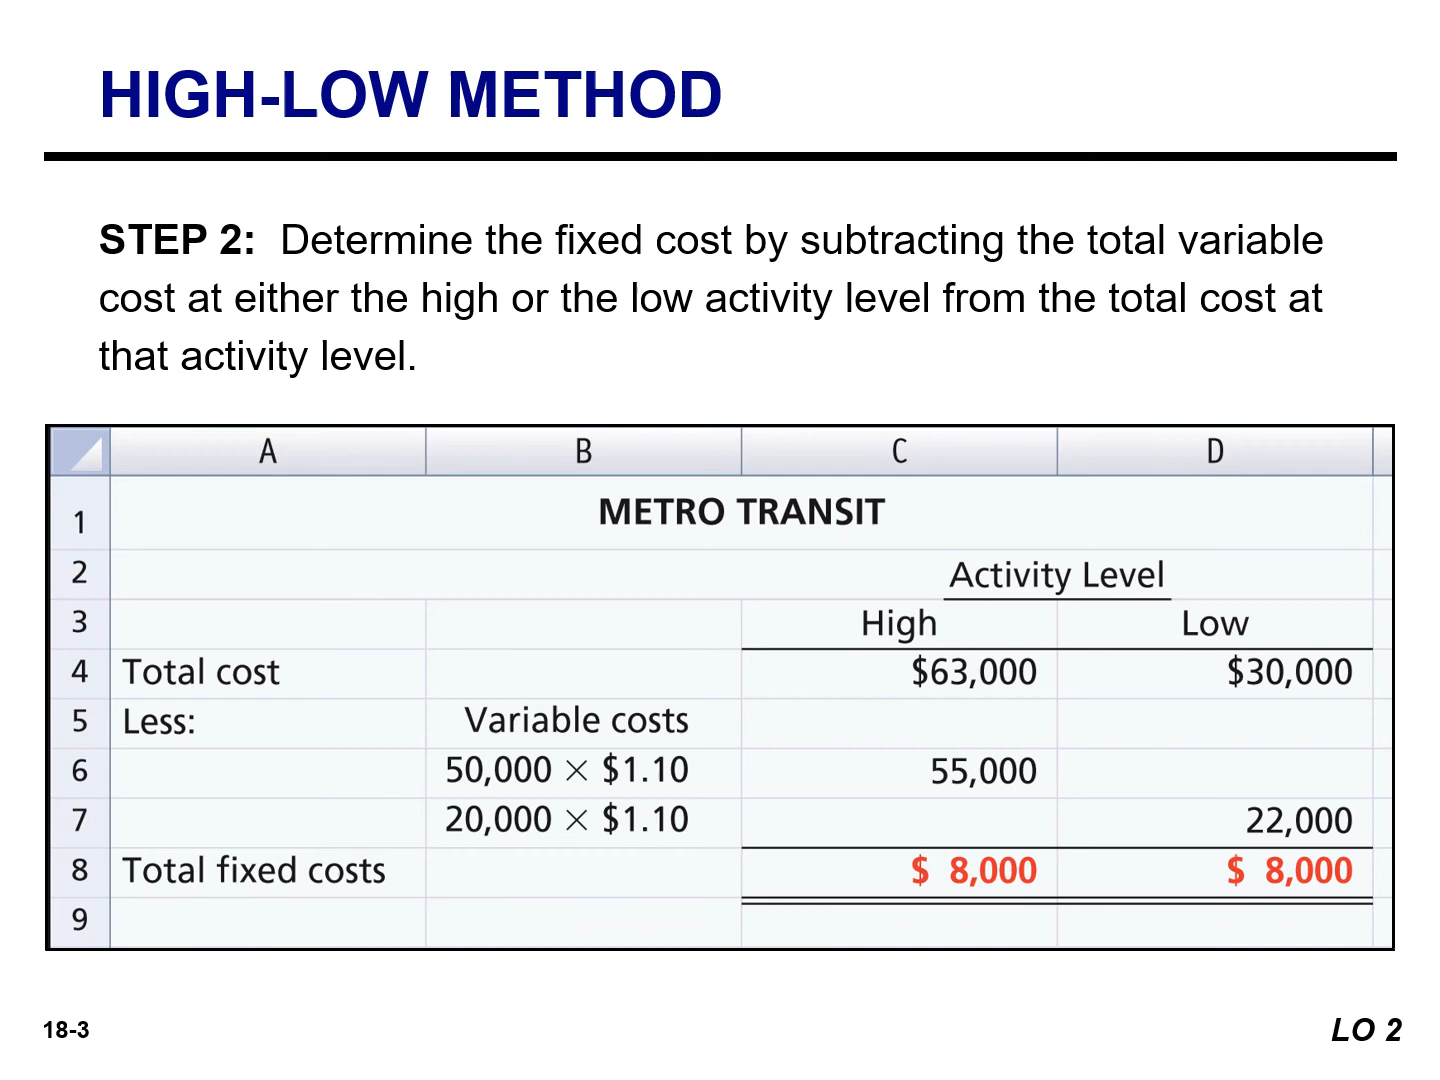 HIGH-LOW METHOD
STEP 2: Determine the fixed cost by subtracting the total variable
cost at either the high or the low activity level from the total cost at
that activity level.
A B C D
1 METRO TRANSIT
2 Activity Level
3 High Low
4 Total cost $63,000 $30,000
5 Less: Variable costs
6 50,000 × $1.10 55,000
7 20,000 × $1.10 22,000
8 Total fixed costs $ 8,000 $ 8,000
9
18-3 LO 2